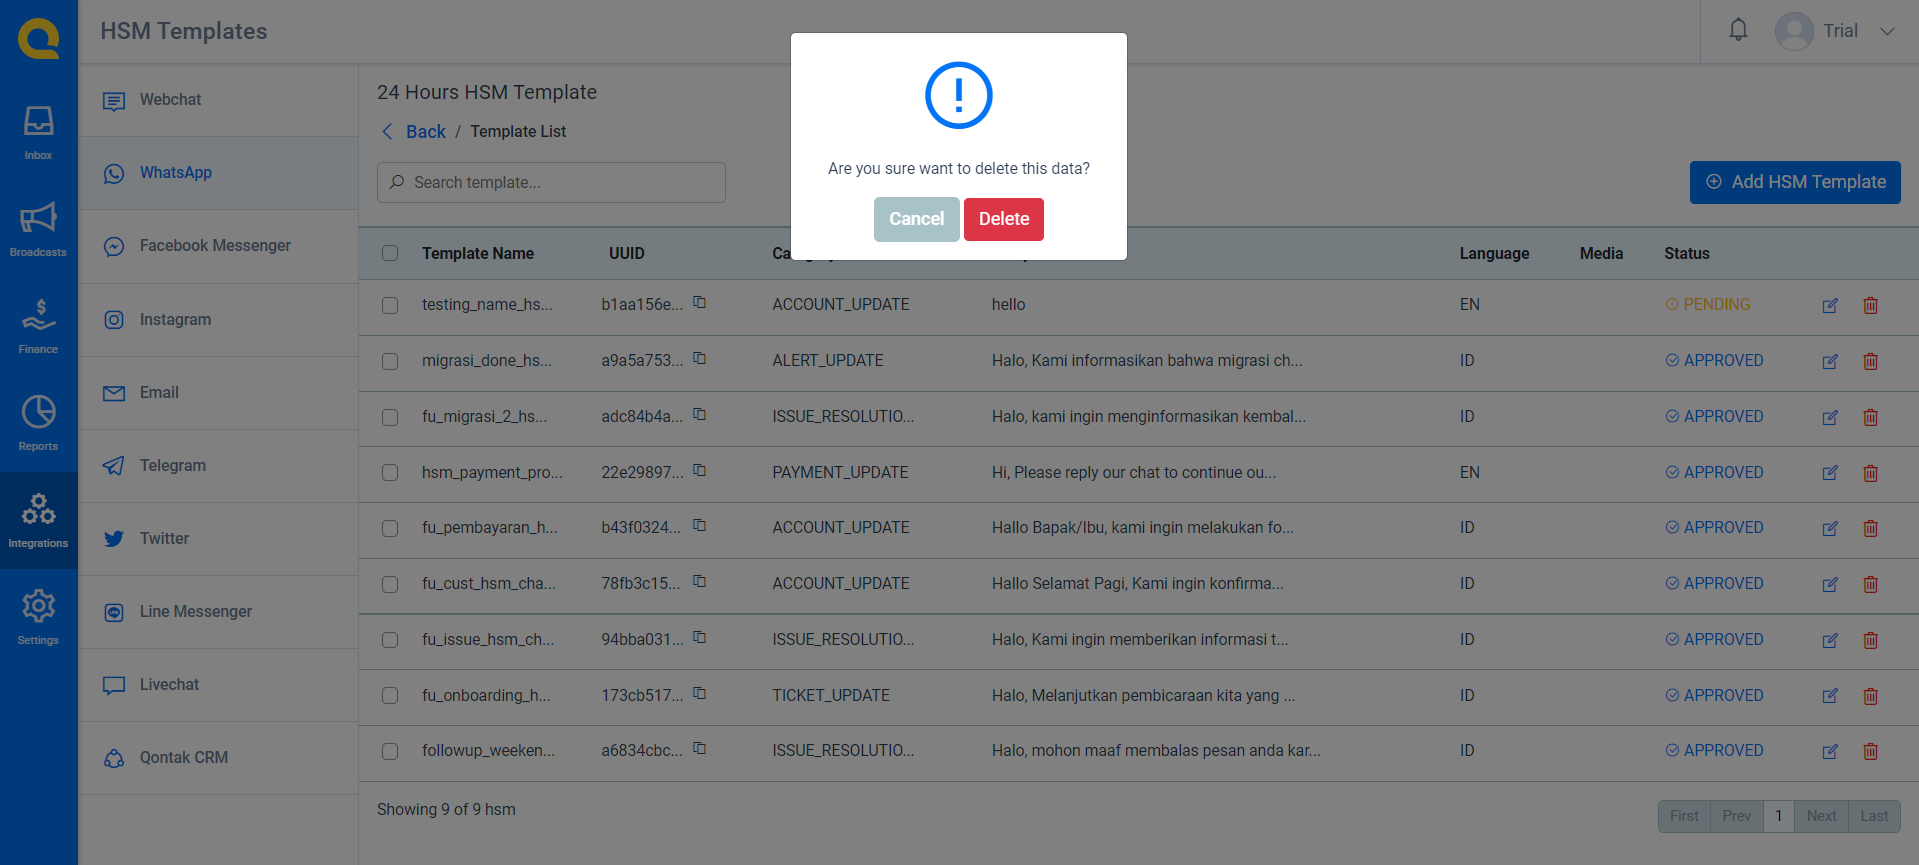 HSM Templates
Trial
Inbox
Broadcasts
Finance
Reports
Integrations
Settings
Webchat
WhatsApp
Facebook Messenger
Instagram
Email
Telegram
Twitter
Line Messenger
Livechat
Qontak CRM
24 Hours HSM Template
Back / Template List
Search template...
Add HSM Template
Are you sure want to delete this data?
Cancel Delete
Template Name UUID Language Media Status
testing_name_hs... b1aa156e... ACCOUNT_UPDATE hello EN PENDING
migrasi_done_hs... a9a5a753... ALERT_UPDATE Halo, Kami informasikan bahwa migrasi ch... ID APPROVED
fu_migrasi_2_hs... adc84b4a... ISSUE_RESOLUTIO... Halo, kami ingin menginformasikan kembal... ID APPROVED
hsm_payment_pro... 22e29897... PAYMENT_UPDATE Hi, Please reply our chat to continue ou... EN APPROVED
fu_pembayaran_h... b43f0324... ACCOUNT_UPDATE Hallo Bapak/Ibu, kami ingin melakukan fo... ID APPROVED
fu_cust_hsm_cha... 78fb3c15... ACCOUNT_UPDATE Hallo Selamat Pagi, Kami ingin konfirma... ID APPROVED
fu_issue_hsm_ch... 94bba031... ISSUE_RESOLUTIO... Halo, Kami ingin memberikan informasi t... ID APPROVED
fu_onboarding_h... 173cb517... TICKET_UPDATE Halo, Melanjutkan pembicaraan kita yang ... ID APPROVED
followup_weeken... a6834cbc... ISSUE_RESOLUTIO... Halo, mohon maaf membalas pesan anda kar... ID APPROVED
Showing 9 of 9 hsm
First Prev 1 Next Last